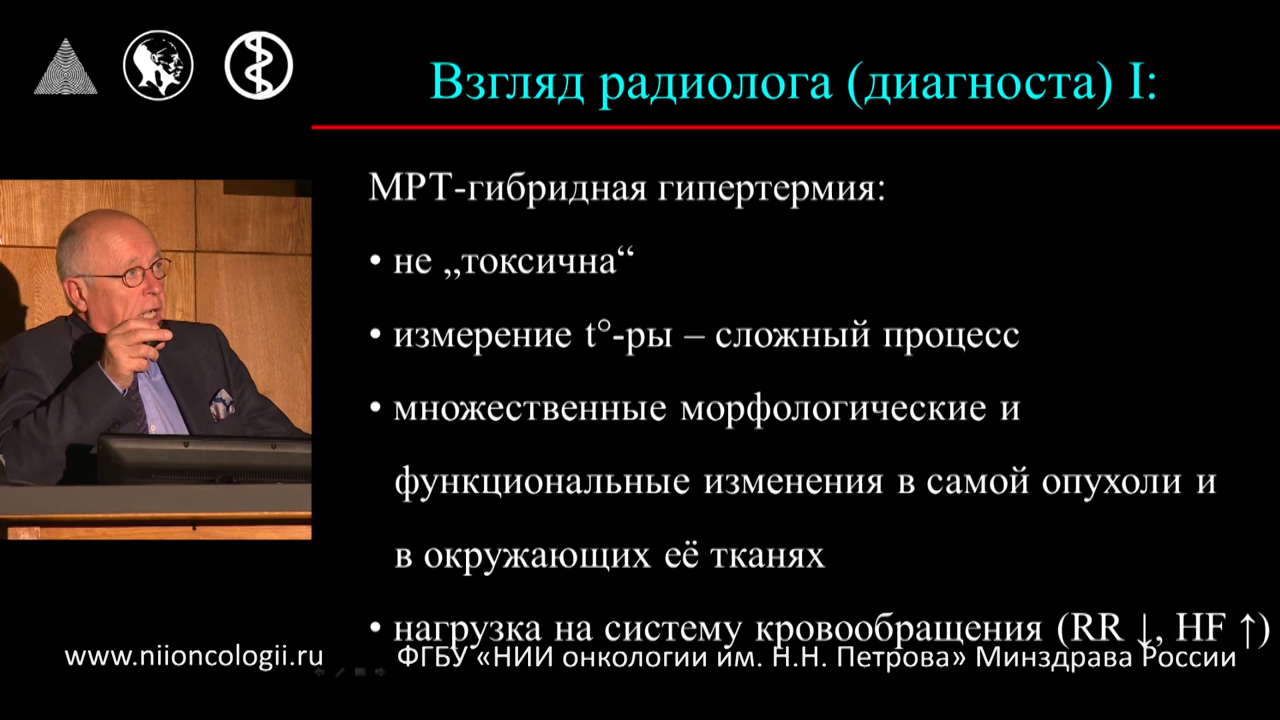 Взгляд радиолога (диагноста) I:
МРТ-гибридная гипертермия:
• не „токсична“
• измерение t°-ры – сложный процесс
• множественные морфологические и
функциональные изменения в самой опухоли и
в окружающих её тканях
• нагрузка на систему кровообращения (RR ↓, HF ↑)
www.niioncologii.ru
ФГБУ «НИИ онкологии им. Н.Н. Петрова» Минздрава России